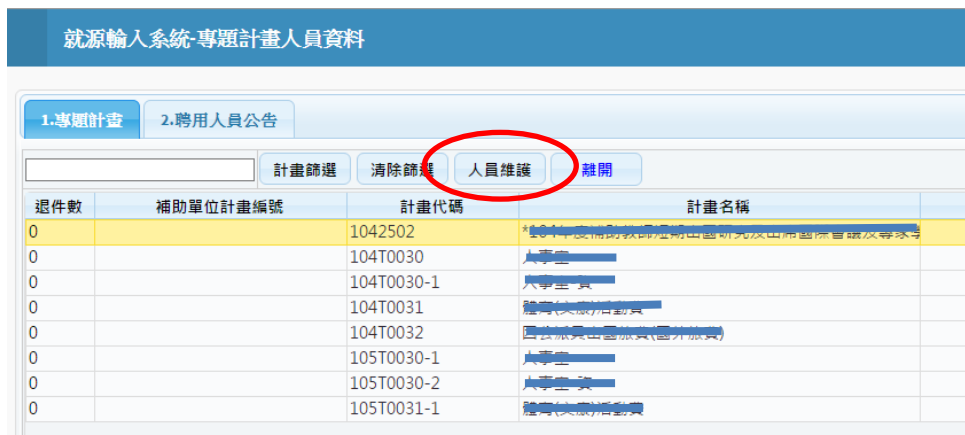 就源輸入系統-專題計畫人員資料
1.專題計畫 2.聘用人員公告
計畫篩選 清除篩選 人員維護 離開
退件數 補助單位計畫編號 計畫代碼 計畫名稱
0 1042502
0 104T0030
0 104T0030-1
0 104T0031
0 104T0032
0 105T0030-1
0 105T0030-2
0 105T0031-1